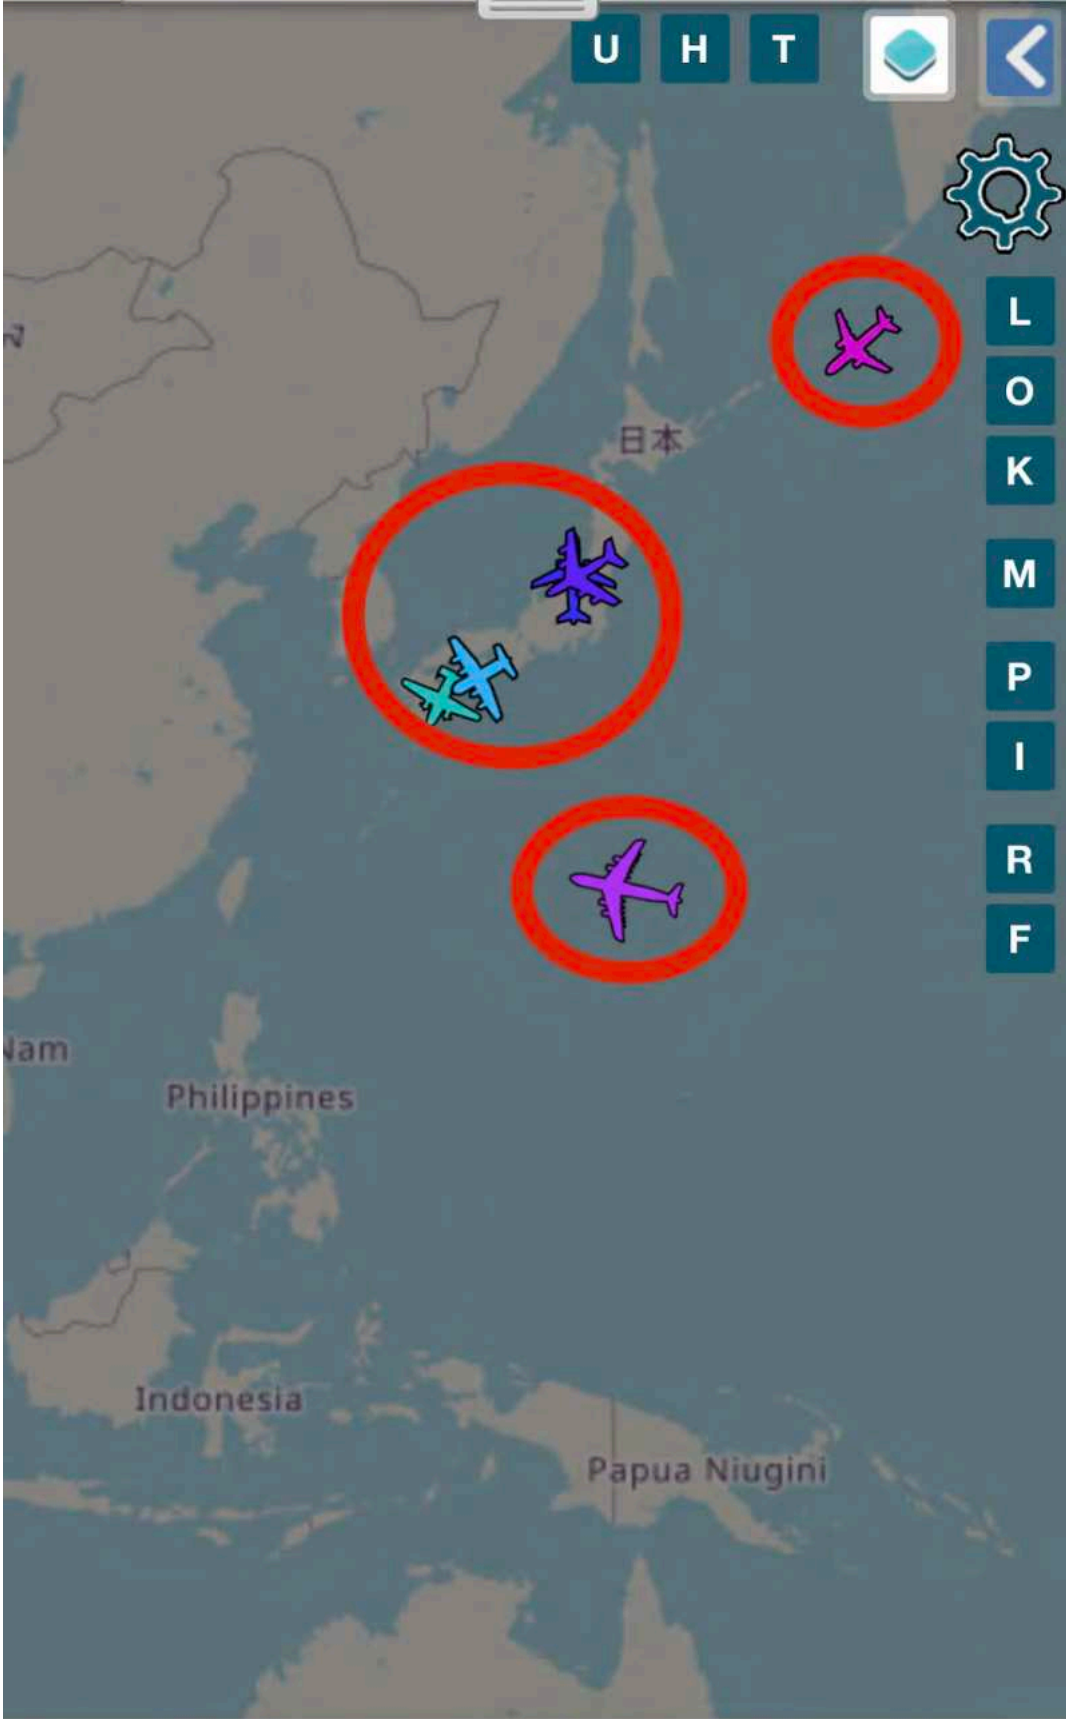 U H T
L
O
日本
K
M
P
I
R
F
Nam
Philippines
Indonesia
Papua Niugini